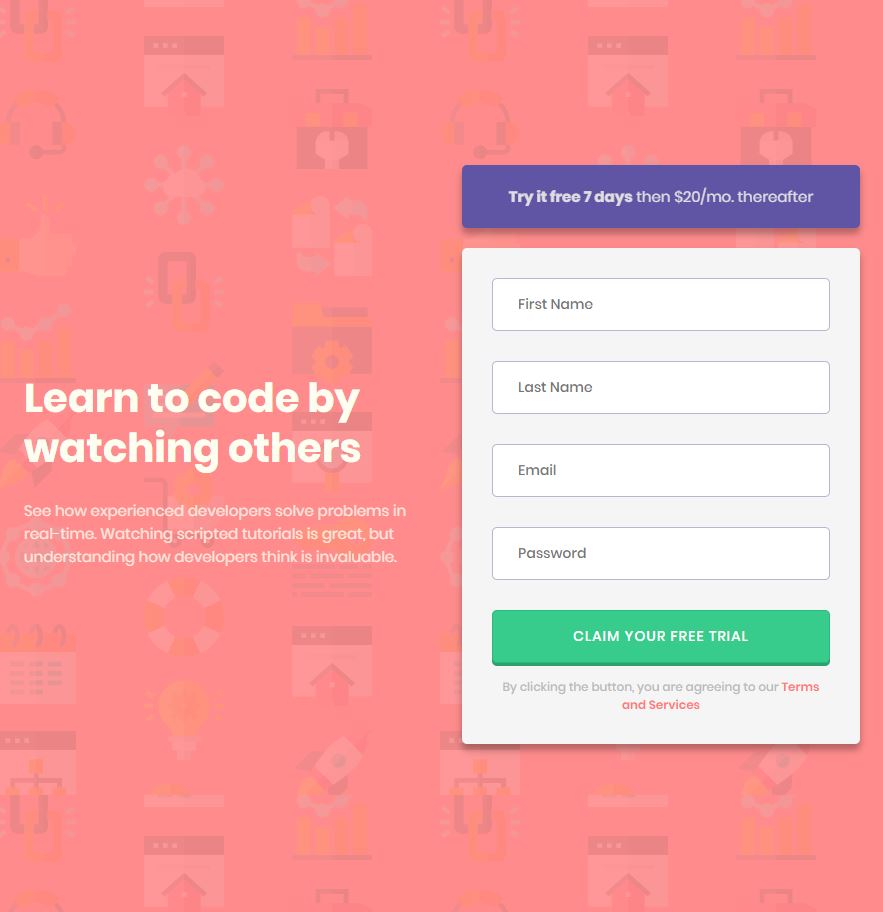 Learn to code by
watching others
See how experienced developers solve problems in
real-time. Watching scripted tutorials is great, but
understanding how developers think is invaluable.
Try it free 7 days then $20/mo. thereafter
First Name
Last Name
Email
Password
CLAIM YOUR FREE TRIAL
By clicking the button, you are agreeing to our Terms
and Services